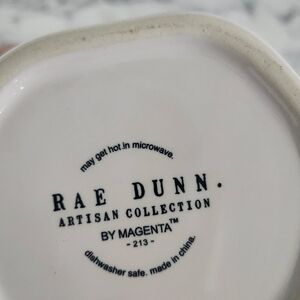 may get hot in microwave.
RAE DUNN.
ARTISAN COLLECTION
BY MAGENTA™
- 213 -
dishwasher safe. made in china.